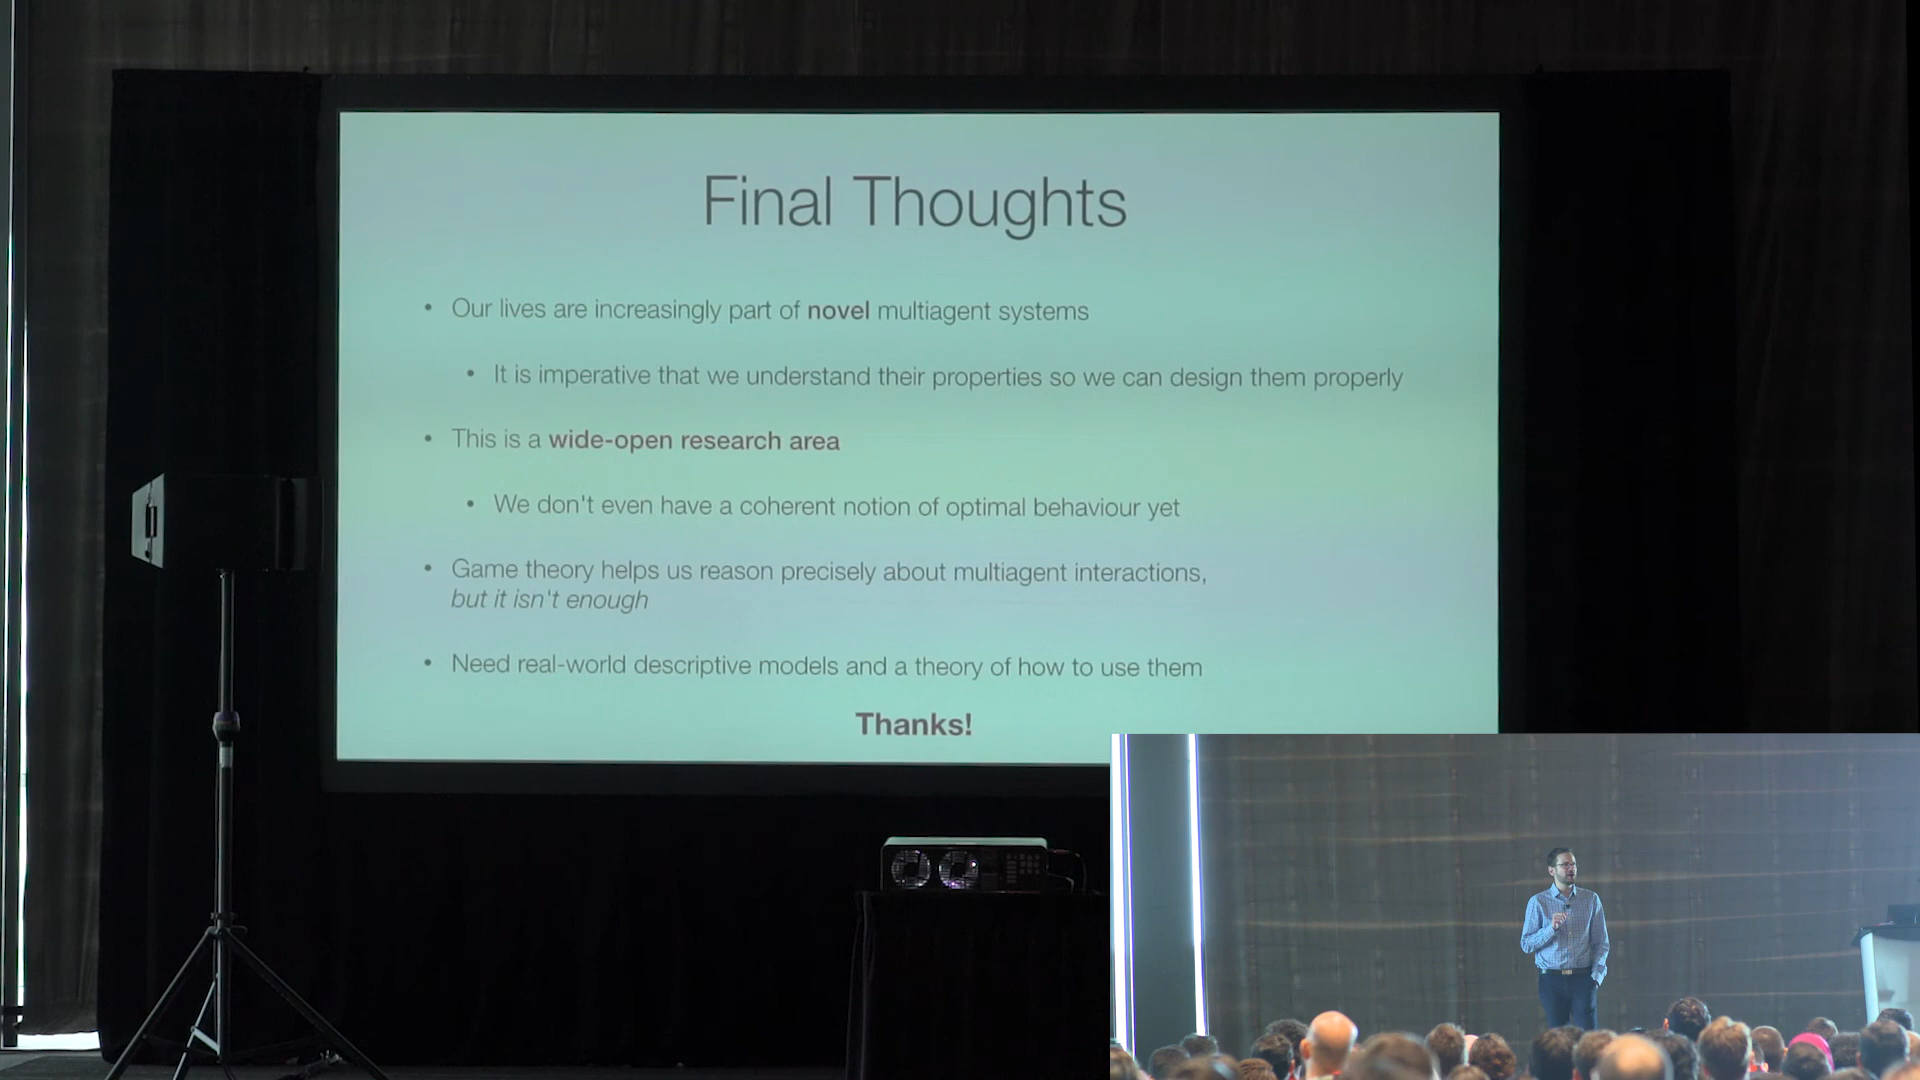 Final Thoughts
• Our lives are increasingly part of novel multiagent systems
• It is imperative that we understand their properties so we can design them properly
• This is a wide-open research area
• We don't even have a coherent notion of optimal behaviour yet
• Game theory helps us reason precisely about multiagent interactions,
but it isn't enough
• Need real-world descriptive models and a theory of how to use them
Thanks!